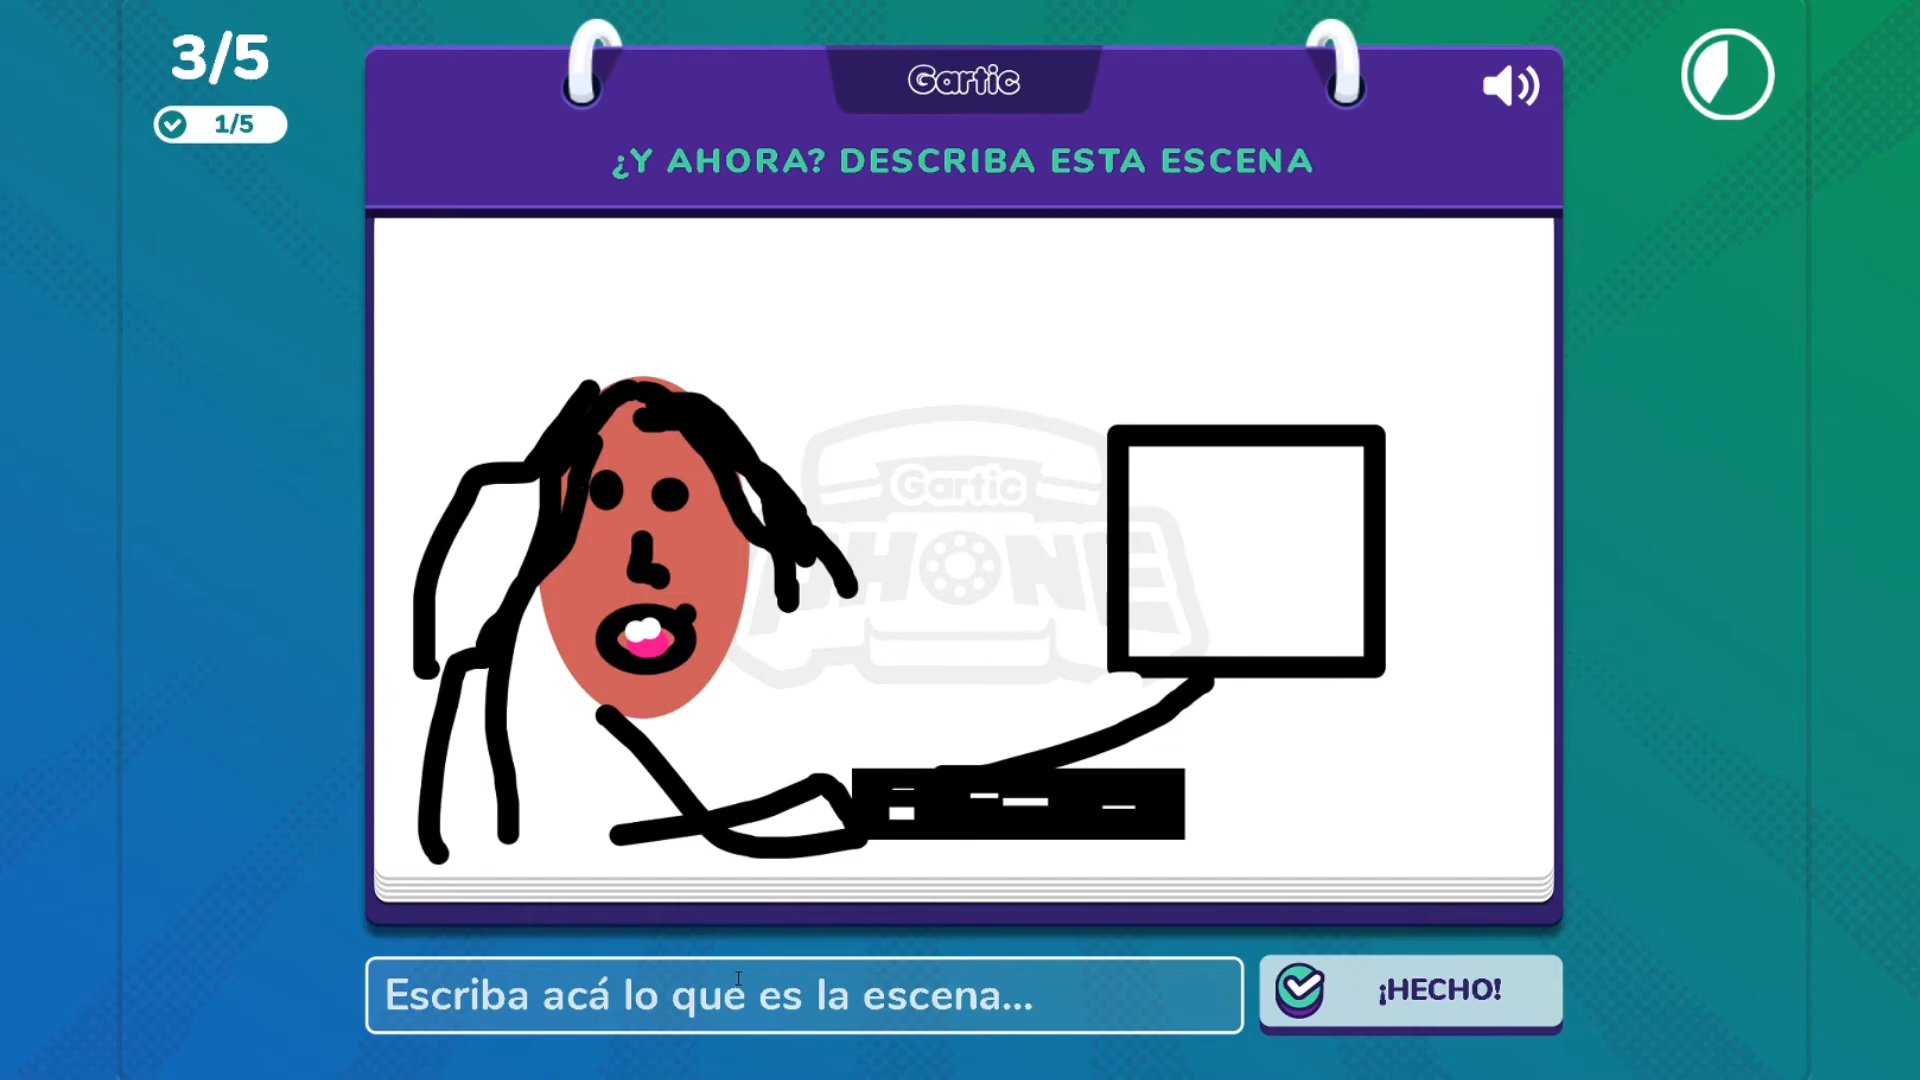 3/5
1/5
Gartic
¿Y AHORA? DESCRIBA ESTA ESCENA
Gartic
PHONE
Escriba acá lo que es la escena...
¡HECHO!